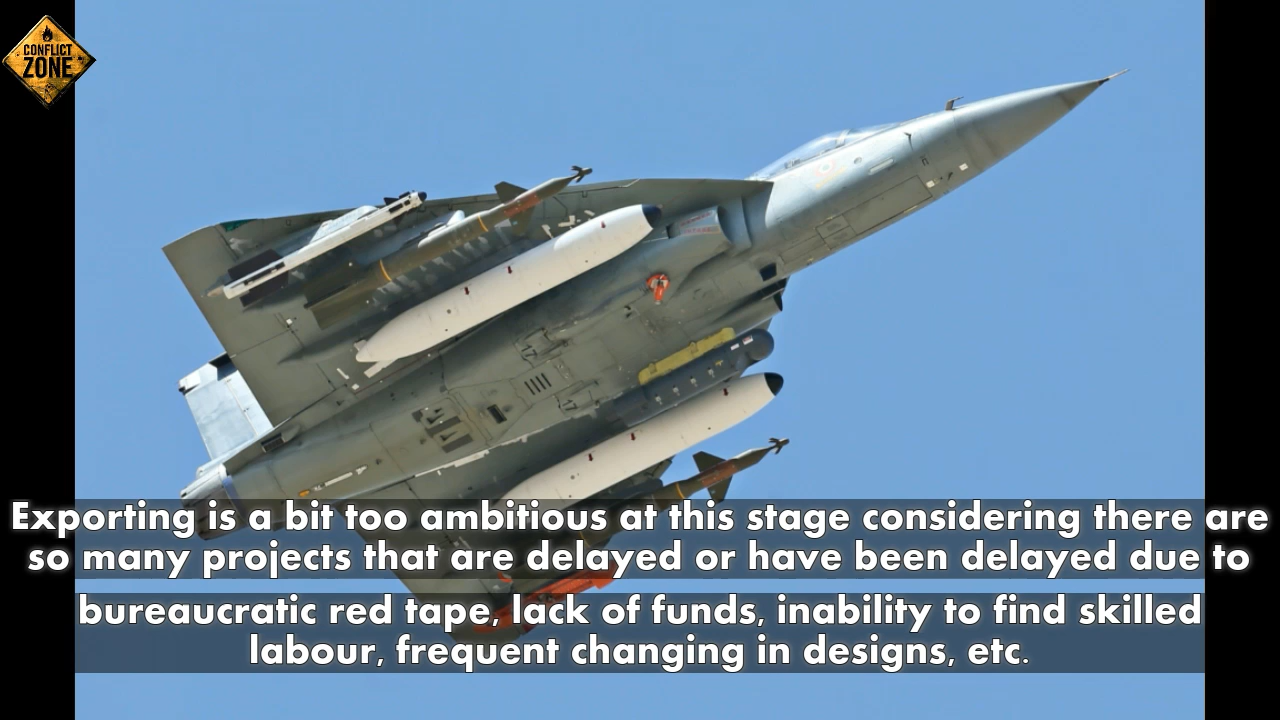 CONFLICT
ZONE
Exporting is a bit too ambitious at this stage considering there are
so many projects that are delayed or have been delayed due to
bureaucratic red tape, lack of funds, inability to find skilled
labour, frequent changing in designs, etc.